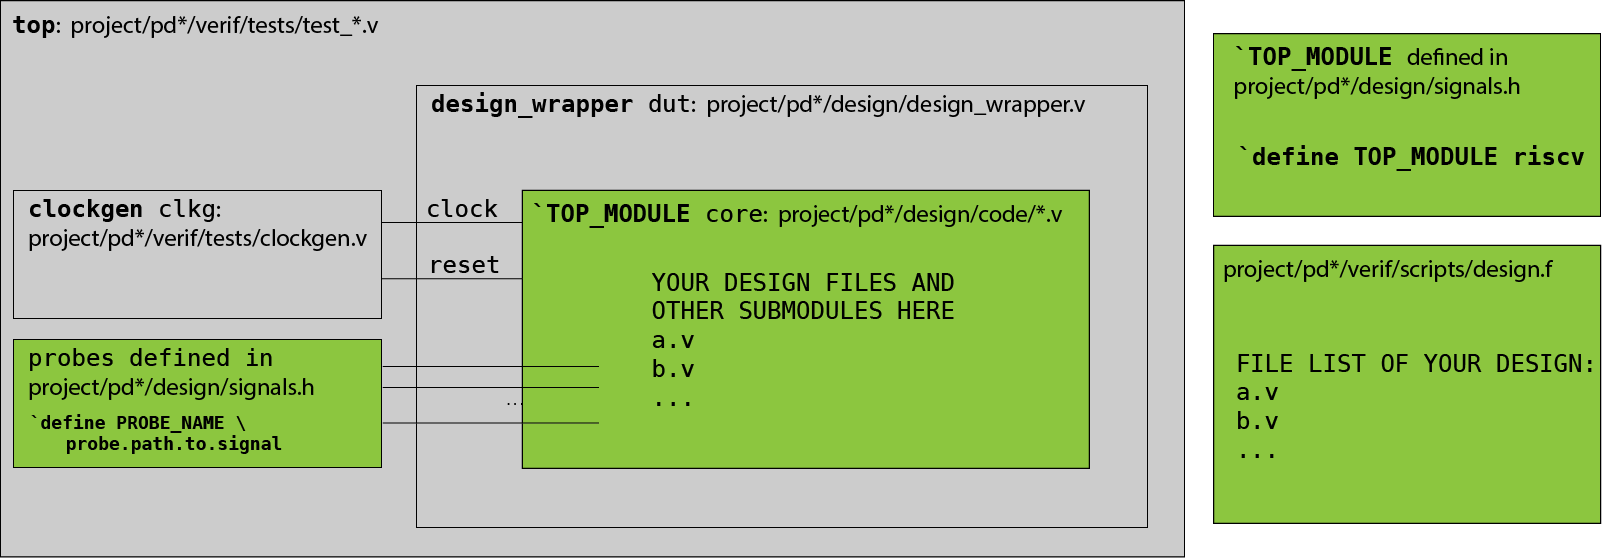 top: project/pd*/verif/tests/test_*.v
design_wrapper dut: project/pd*/design/design_wrapper.v
clockgen clkg:
project/pd*/verif/tests/clockgen.v
clock
reset
`TOP_MODULE core: project/pd*/design/code/*.v
YOUR DESIGN FILES AND
OTHER SUBMODULES HERE
a.v
b.v
...
probes defined in
project/pd*/design/signals.h
`define PROBE_NAME \
probe.path.to.signal
...
`TOP_MODULE defined in
project/pd*/design/signals.h
`define TOP_MODULE riscv
project/pd*/verif/scripts/design.f
FILE LIST OF YOUR DESIGN:
a.v
b.v
...